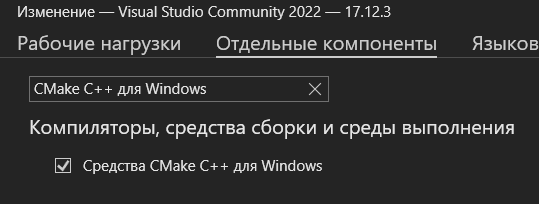 Изменение — Visual Studio Community 2022 — 17.12.3
Рабочие нагрузки Отдельные компоненты Языков
CMake C++ для Windows
Компиляторы, средства сборки и среды выполнения
Средства CMake C++ для Windows